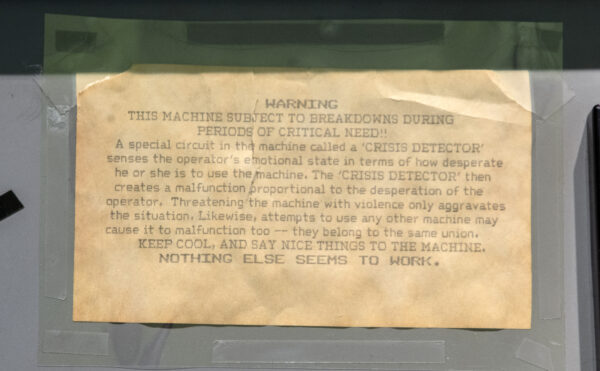 WARNING
THIS MACHINE SUBJECT TO BREAKDOWNS DURING
PERIODS OF CRITICAL NEED!!
A special circuit in the machine called a 'CRISIS DETECTOR'
senses the operator's emotional state in terms of how desperate
he or she is to use the machine. The 'CRISIS DETECTOR' then
creates a malfunction proportional to the desperation of the
operator. Threatening the machine with violence only aggravates
the situation. Likewise, attempts to use any other machine may
cause it to malfunction too -- they belong to the same union.
KEEP COOL, AND SAY NICE THINGS TO THE MACHINE.
NOTHING ELSE SEEMS TO WORK.